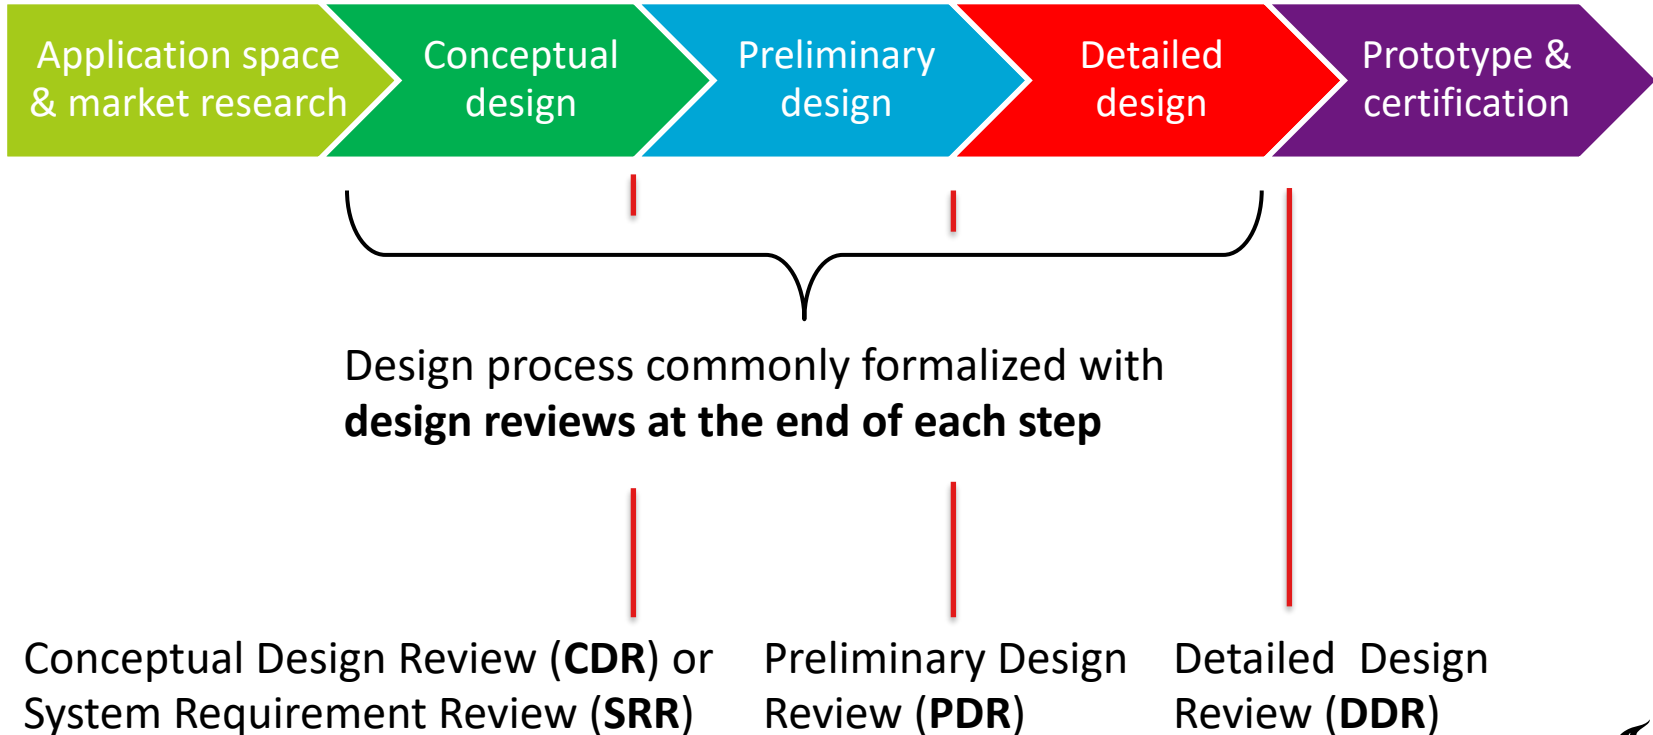 Application space
& market research
Conceptual
design
Preliminary
design
Detailed
design
Prototype &
certification
Design process commonly formalized with
design reviews at the end of each step
Conceptual Design Review (CDR) or
System Requirement Review (SRR)
Preliminary Design
Review (PDR)
Detailed  Design
Review (DDR)